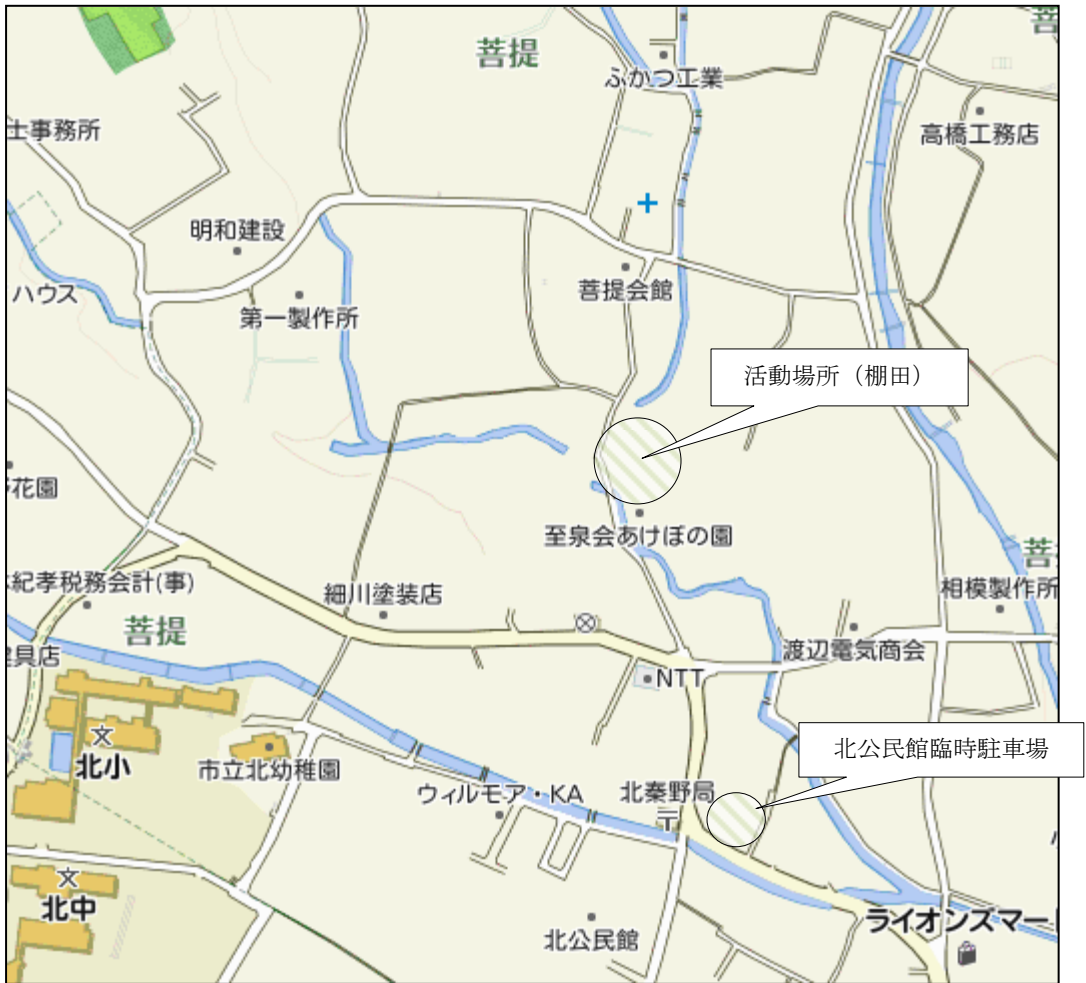 菩提
ふかつ工業
士事務所
高橋工務店
明和建設
菩提会館
ハウス
第一製作所
活動場所（棚田）
花園
至泉会あけぼの園
紀孝税務会計(事)
細川塗装店
相模製作所
菩提
具店
渡辺電気商会
NTT
北公民館臨時駐車場
北小
市立北幼稚園
ウィルモア・KA
北秦野局
〒
北中
ライオンズマート
北公民館